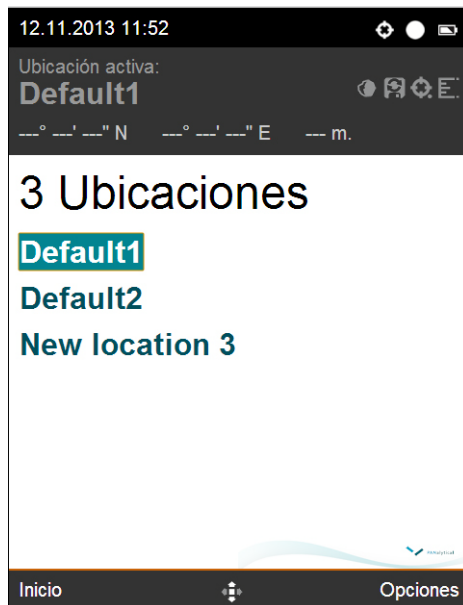 12.11.2013 11:52
Ubicación activa:
Default1
---° ---' ---" N ---° ---' ---" E --- m.
3 Ubicaciones
Default1
Default2
New location 3
Inicio
Opciones